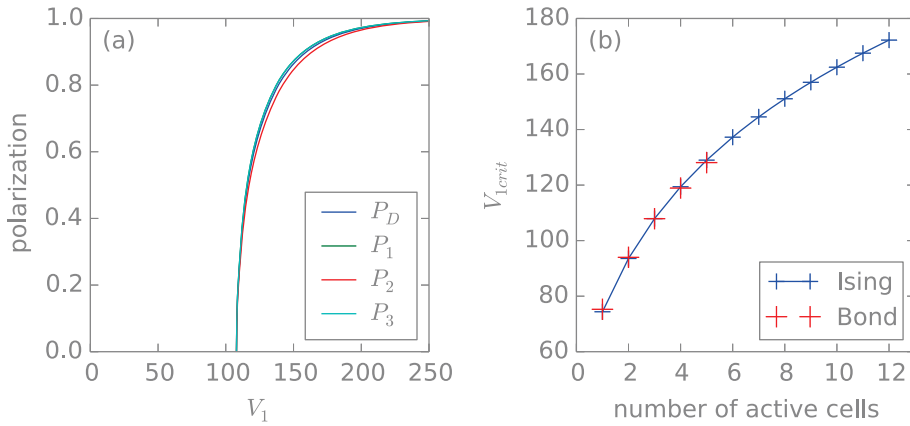 (a)
1.0
0.8
0.6
0.4
0.2
0.0
polarization
P_D
P_1
P_2
P_3
0 50 100 150 200 250
V_1
(b)
180
160
140
120
100
80
60
V_{1crit}
Ising
Bond
0 2 4 6 8 10 12
number of active cells